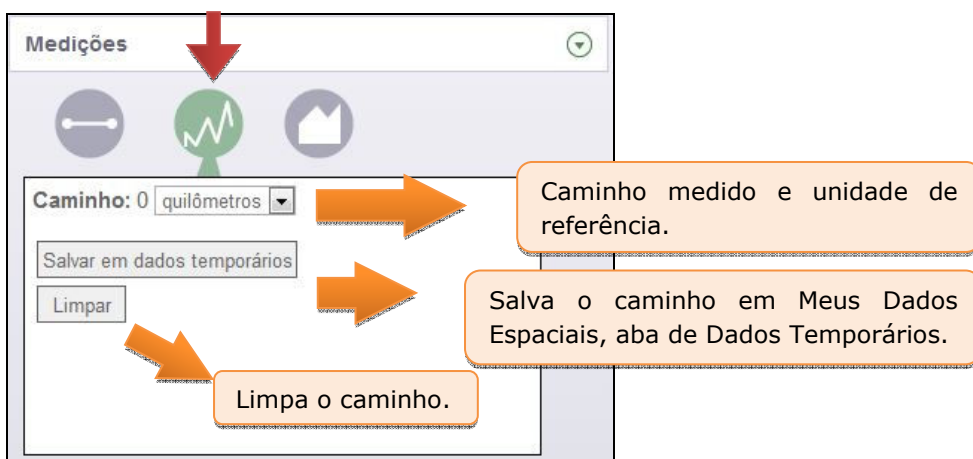 Medições
Caminho: 0 quilômetros
Caminho medido e unidade de
referência.
Salvar em dados temporários
Salva o caminho em Meus Dados
Espaciais, aba de Dados Temporários.
Limpar
Limpa o caminho.